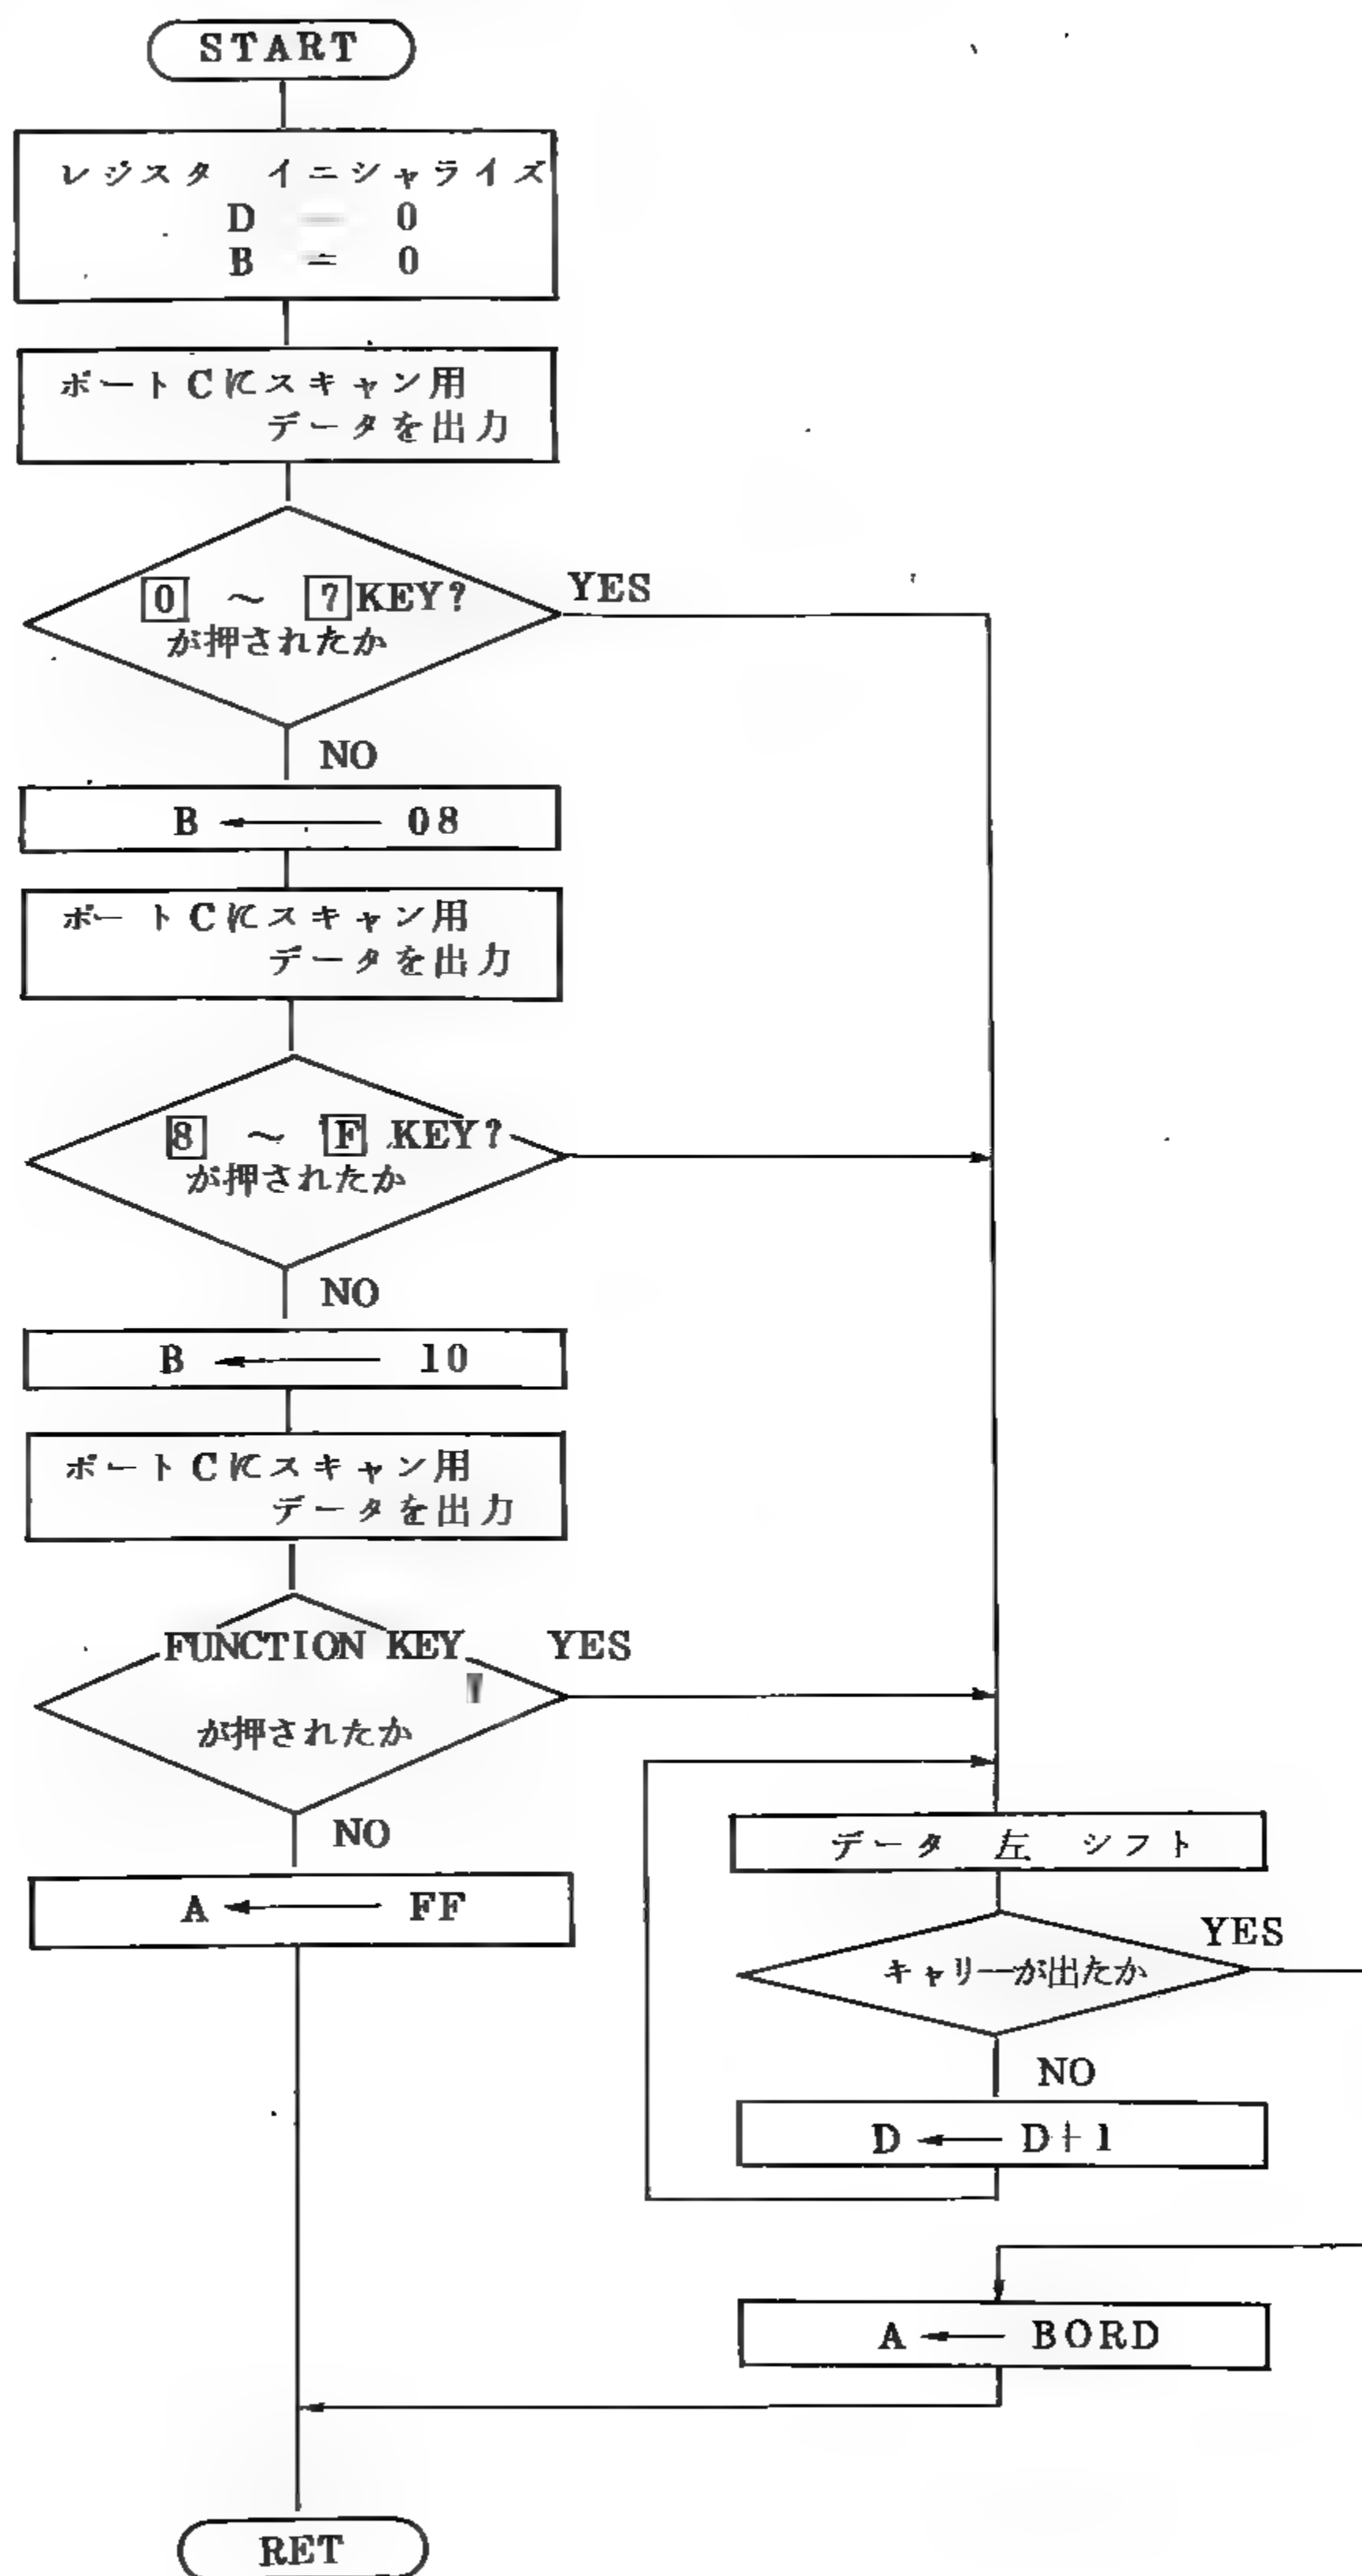 START
レジスタ イニシャライズ
D = 0
B = 0
ポートCにスキャン用
データを出力
0 ～ 7 KEY?
が押されたか
YES
NO
B ← 08
ポートCにスキャン用
データを出力
8 ～ F KEY?
が押されたか
NO
B ← 10
ポートCにスキャン用
データを出力
FUNCTION KEY
が押されたか
YES
NO
A ← FF
データ 左 シフト
キャリーが出たか
YES
NO
D ← D+1
A ← BORD
RET